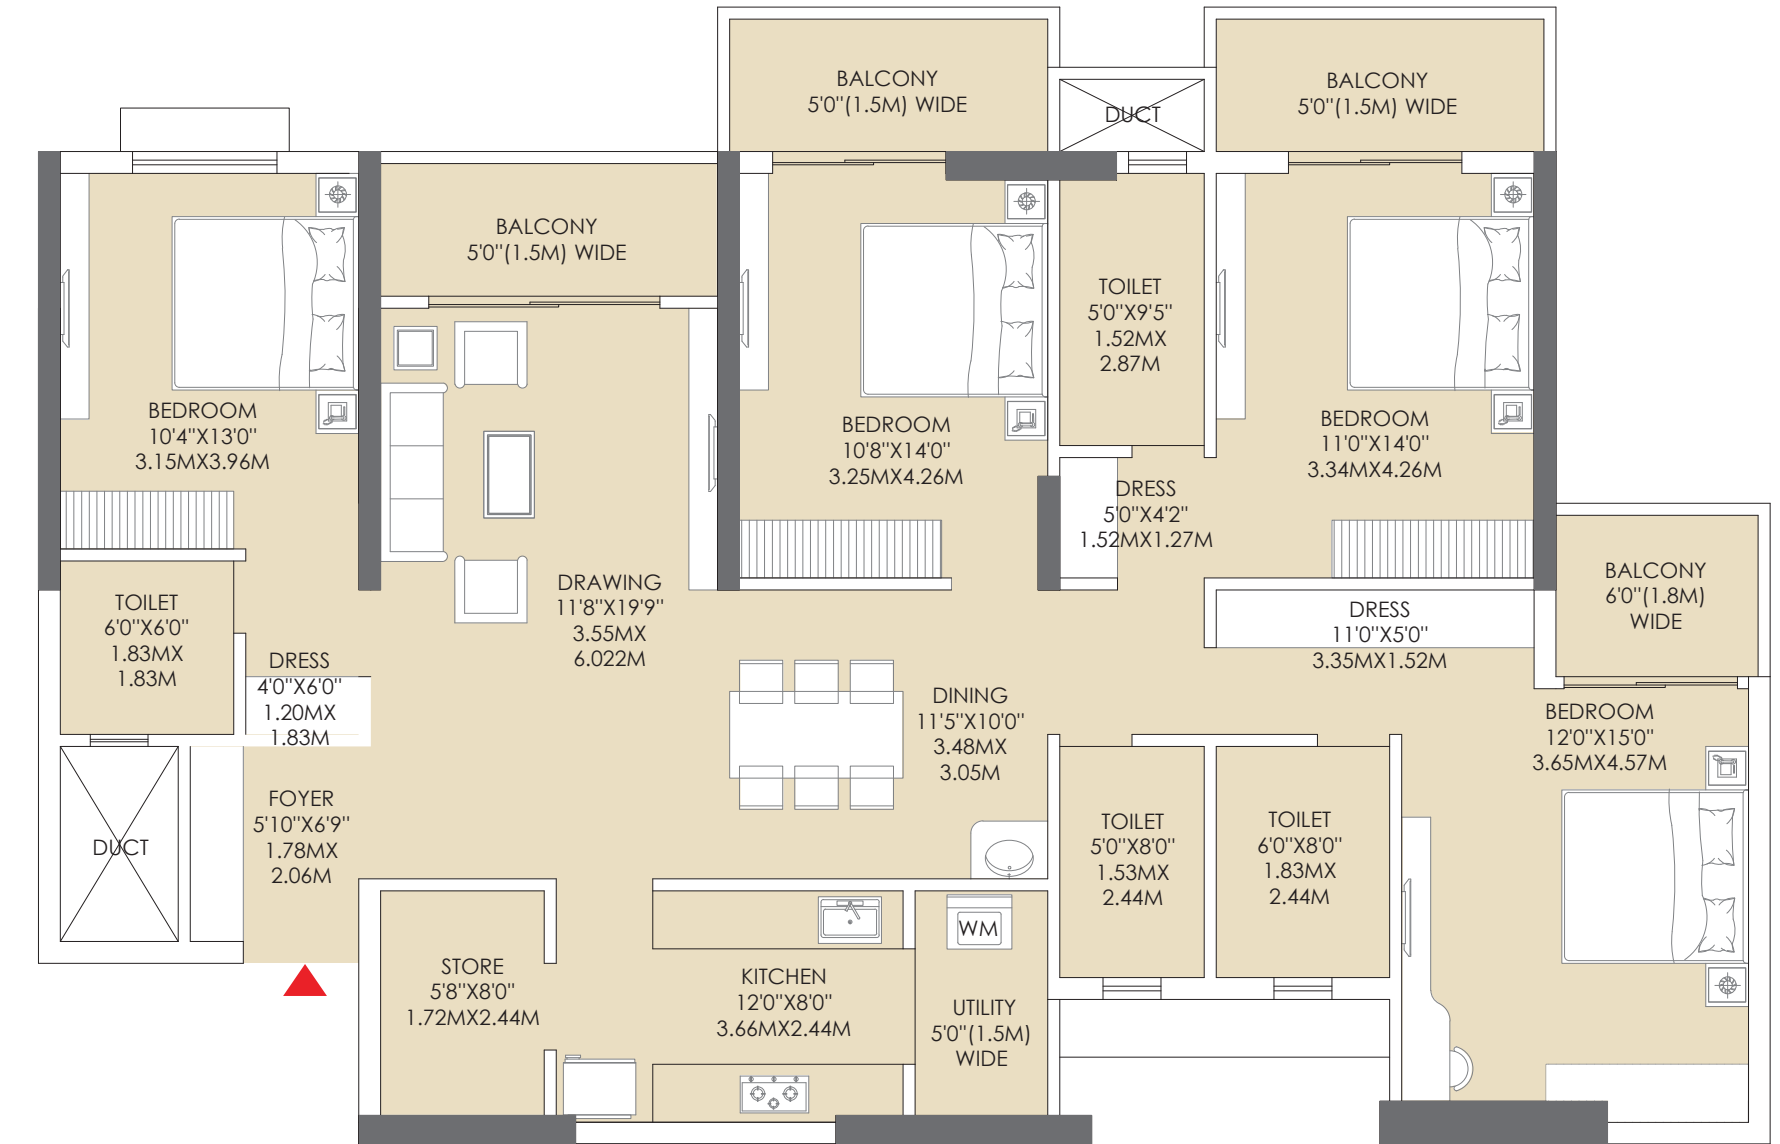 BALCONY
5'0"(1.5M) WIDE
DUCT
BALCONY
5'0"(1.5M) WIDE
BALCONY
5'0"(1.5M) WIDE
BEDROOM
10'4"X13'0"
3.15MX3.96M
BEDROOM
10'8"X14'0"
3.25MX4.26M
TOILET
5'0"X9'5"
1.52MX
2.87M
BEDROOM
11'0"X14'0"
3.34MX4.26M
DRESS
5'0"X4'2"
1.52MX1.27M
TOILET
6'0"X6'0"
1.83MX
1.83M
DRESS
4'0"X6'0"
1.20MX
1.83M
DRAWING
11'8"X19'9"
3.55MX
6.022M
DINING
11'5"X10'0"
3.48MX
3.05M
DRESS
11'0"X5'0"
3.35MX1.52M
BALCONY
6'0"(1.8M)
WIDE
BEDROOM
12'0"X15'0"
3.65MX4.57M
DUCT
FOYER
5'10"X6'9"
1.78MX
2.06M
TOILET
5'0"X8'0"
1.53MX
2.44M
TOILET
6'0"X8'0"
1.83MX
2.44M
STORE
5'8"X8'0"
1.72MX2.44M
KITCHEN
12'0"X8'0"
3.66MX2.44M
WM
UTILITY
5'0"(1.5M)
WIDE